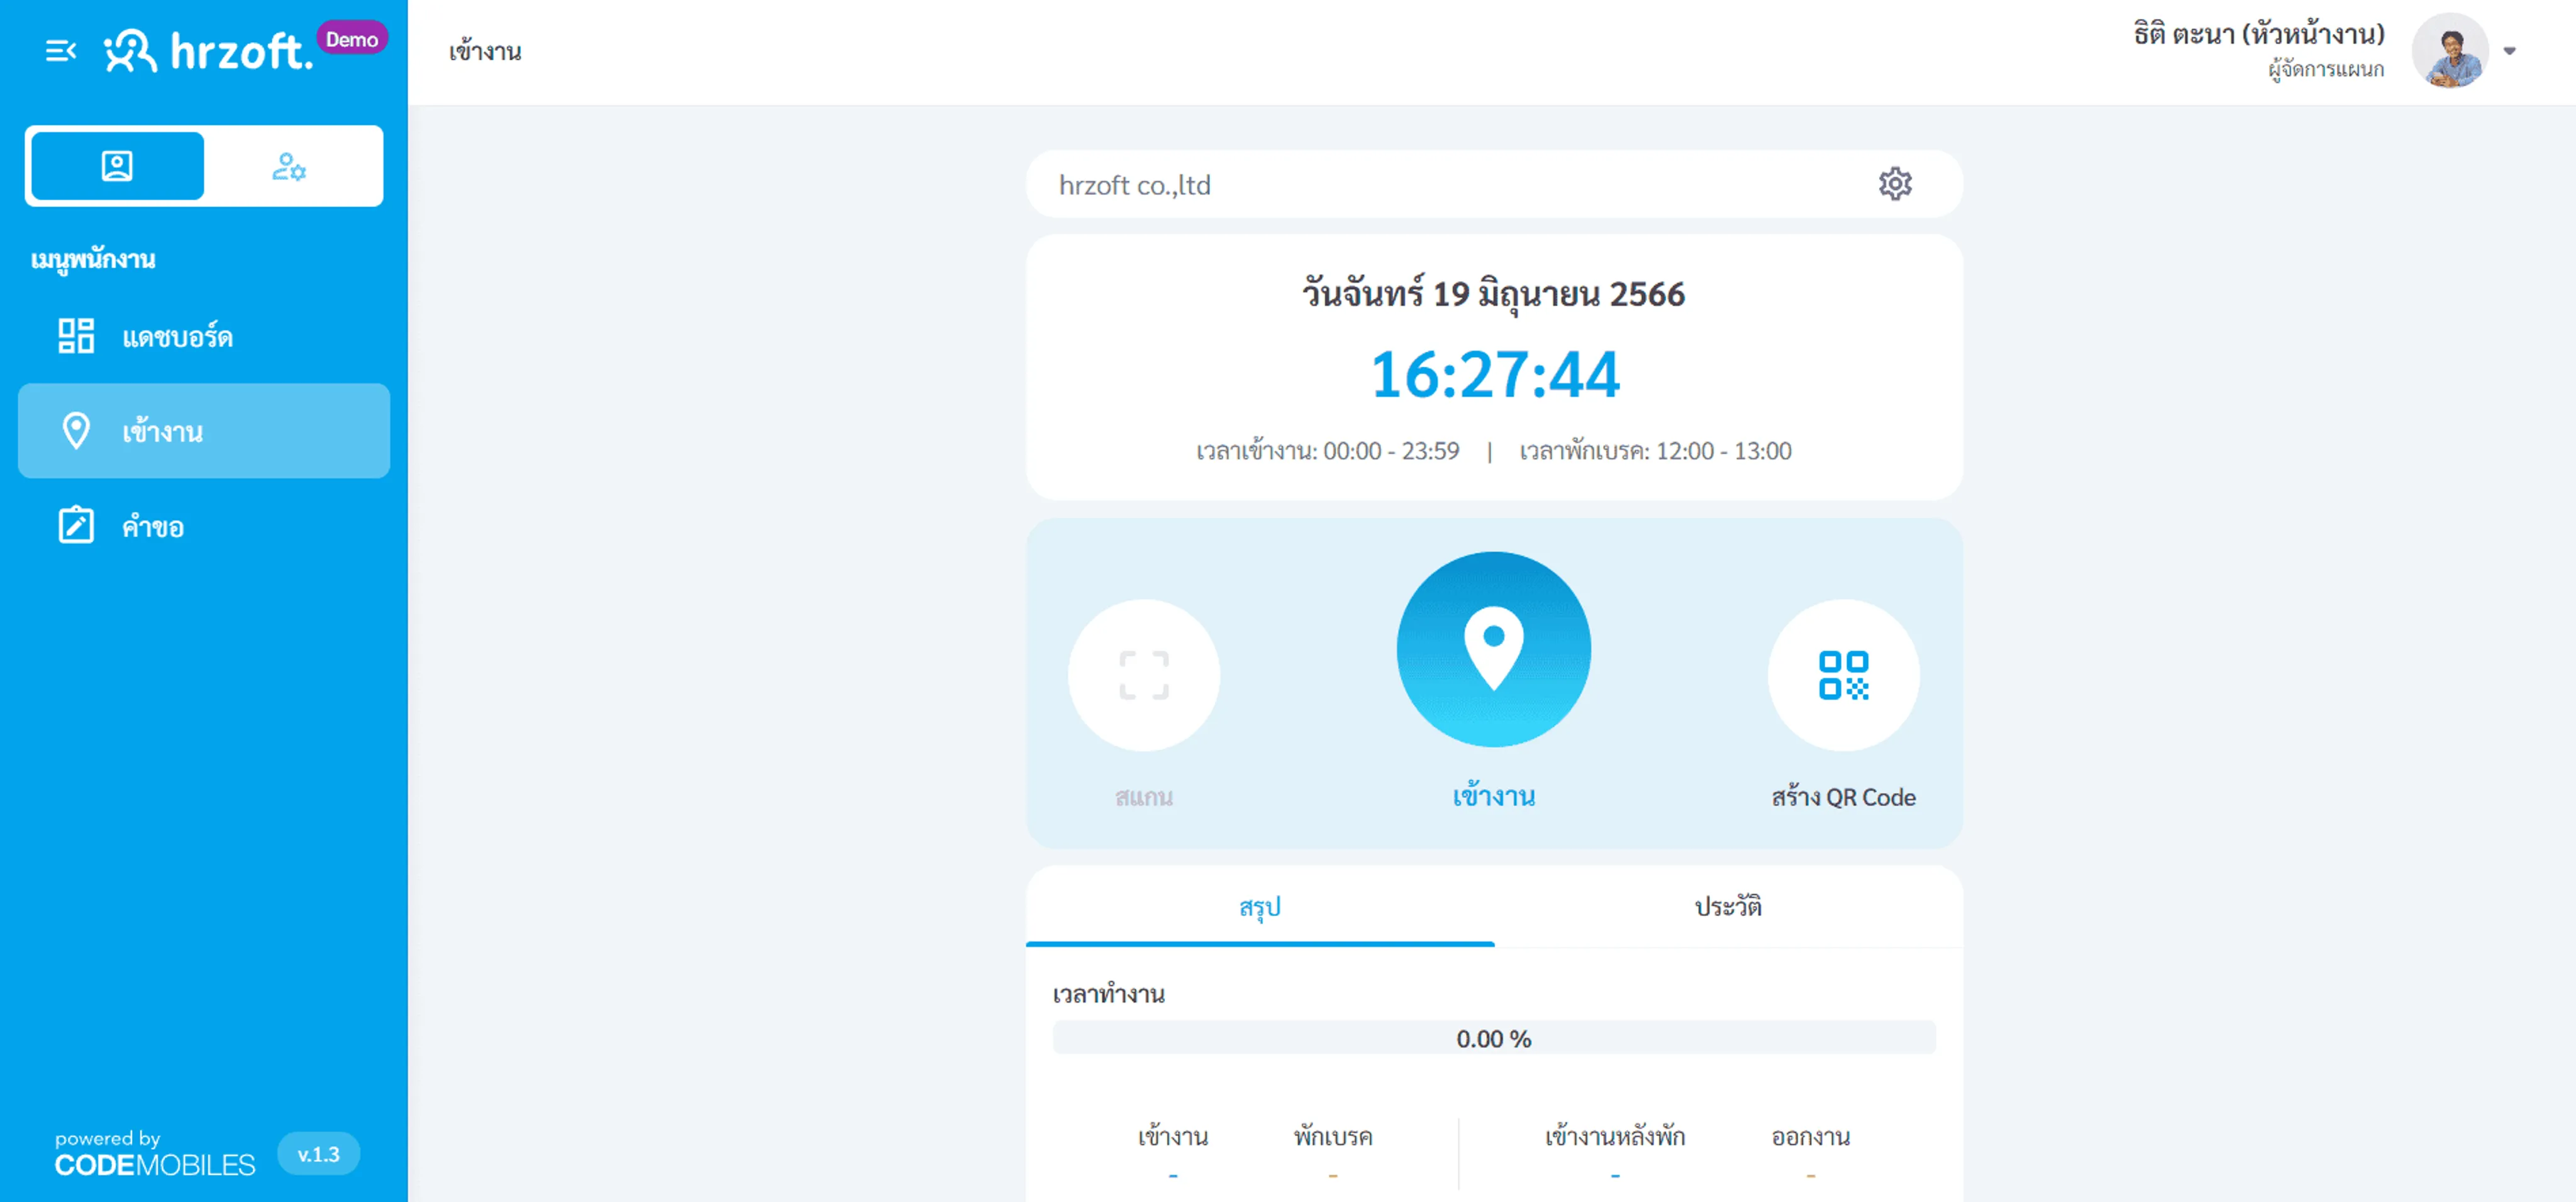 hrzoft.
Demo
เข้างาน
ธิติ ตะนา (หัวหน้างาน)
ผู้จัดการแผนก
เมนูพนักงาน
แดชบอร์ด
เข้างาน
คำขอ
powered by
CODEMOBILES
v.1.3
hrzoft co.,ltd
วันจันทร์ 19 มิถุนายน 2566
16:27:44
เวลาเข้างาน: 00:00 - 23:59 | เวลาพักเบรค: 12:00 - 13:00
สแกน
เข้างาน
สร้าง QR Code
สรุป
ประวัติ
เวลาทำงาน
0.00 %
เข้างาน พักเบรค เข้างานหลังพัก ออกงาน
- - - -